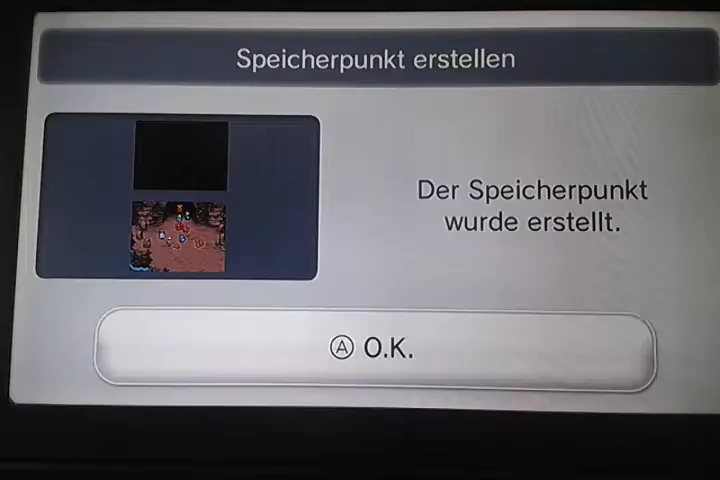 Speicherpunkt erstellen
Der Speicherpunkt
wurde erstellt.
Ⓐ O.K.